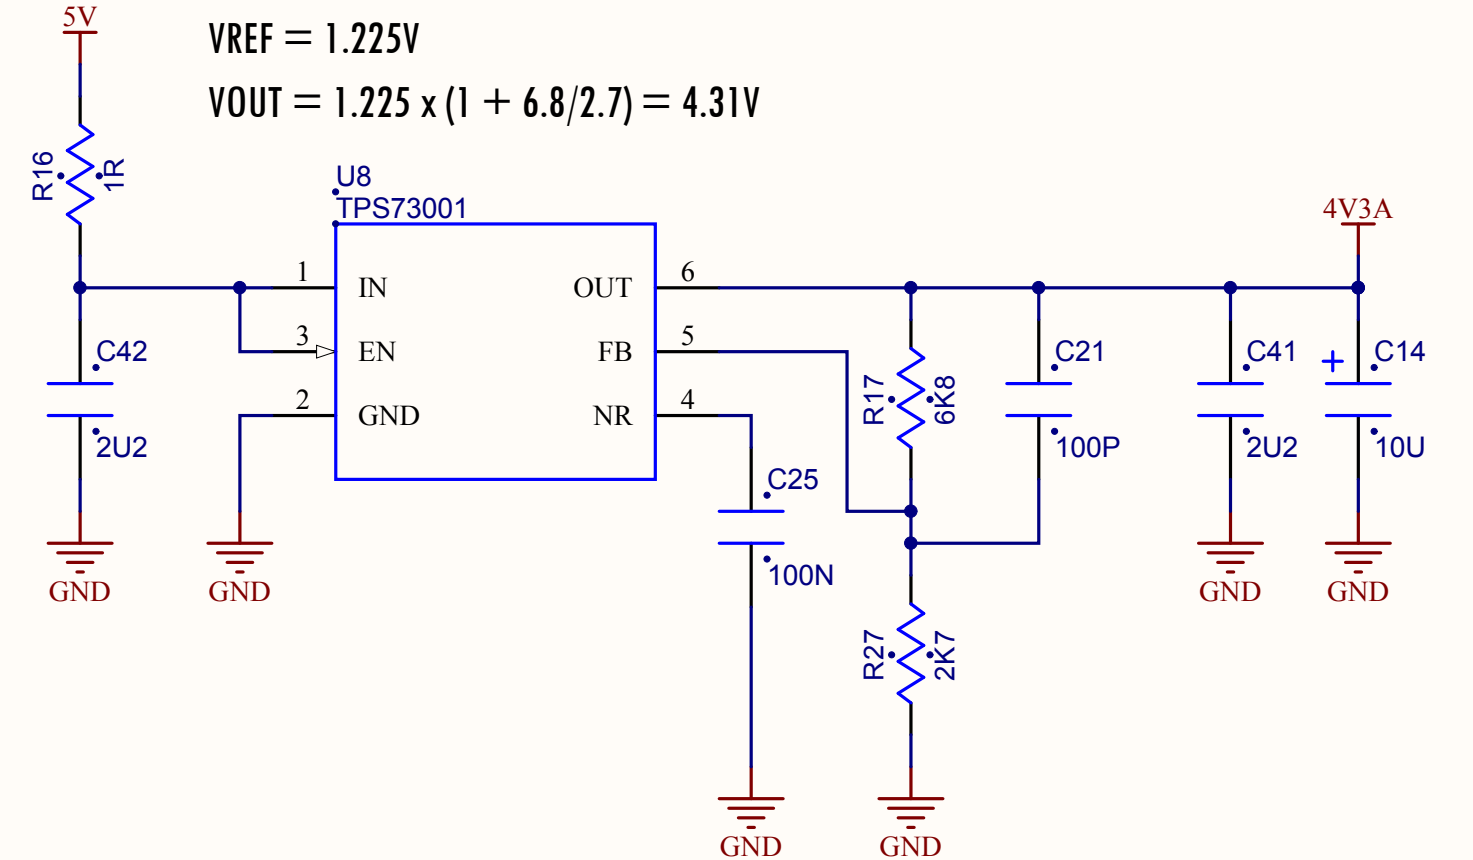 5V
VREF = 1.225V
VOUT = 1.225 x (1 + 6.8/2.7) = 4.31V
R16
1R
U8
TPS73001
4V3A
1
IN
OUT
6
3
EN
FB
5
2
GND
NR
4
C42
2U2
R17
6K8
C21
100P
C41
2U2
+
C14
10U
C25
100N
GND
GND
GND
GND
R27
2K7
GND
GND